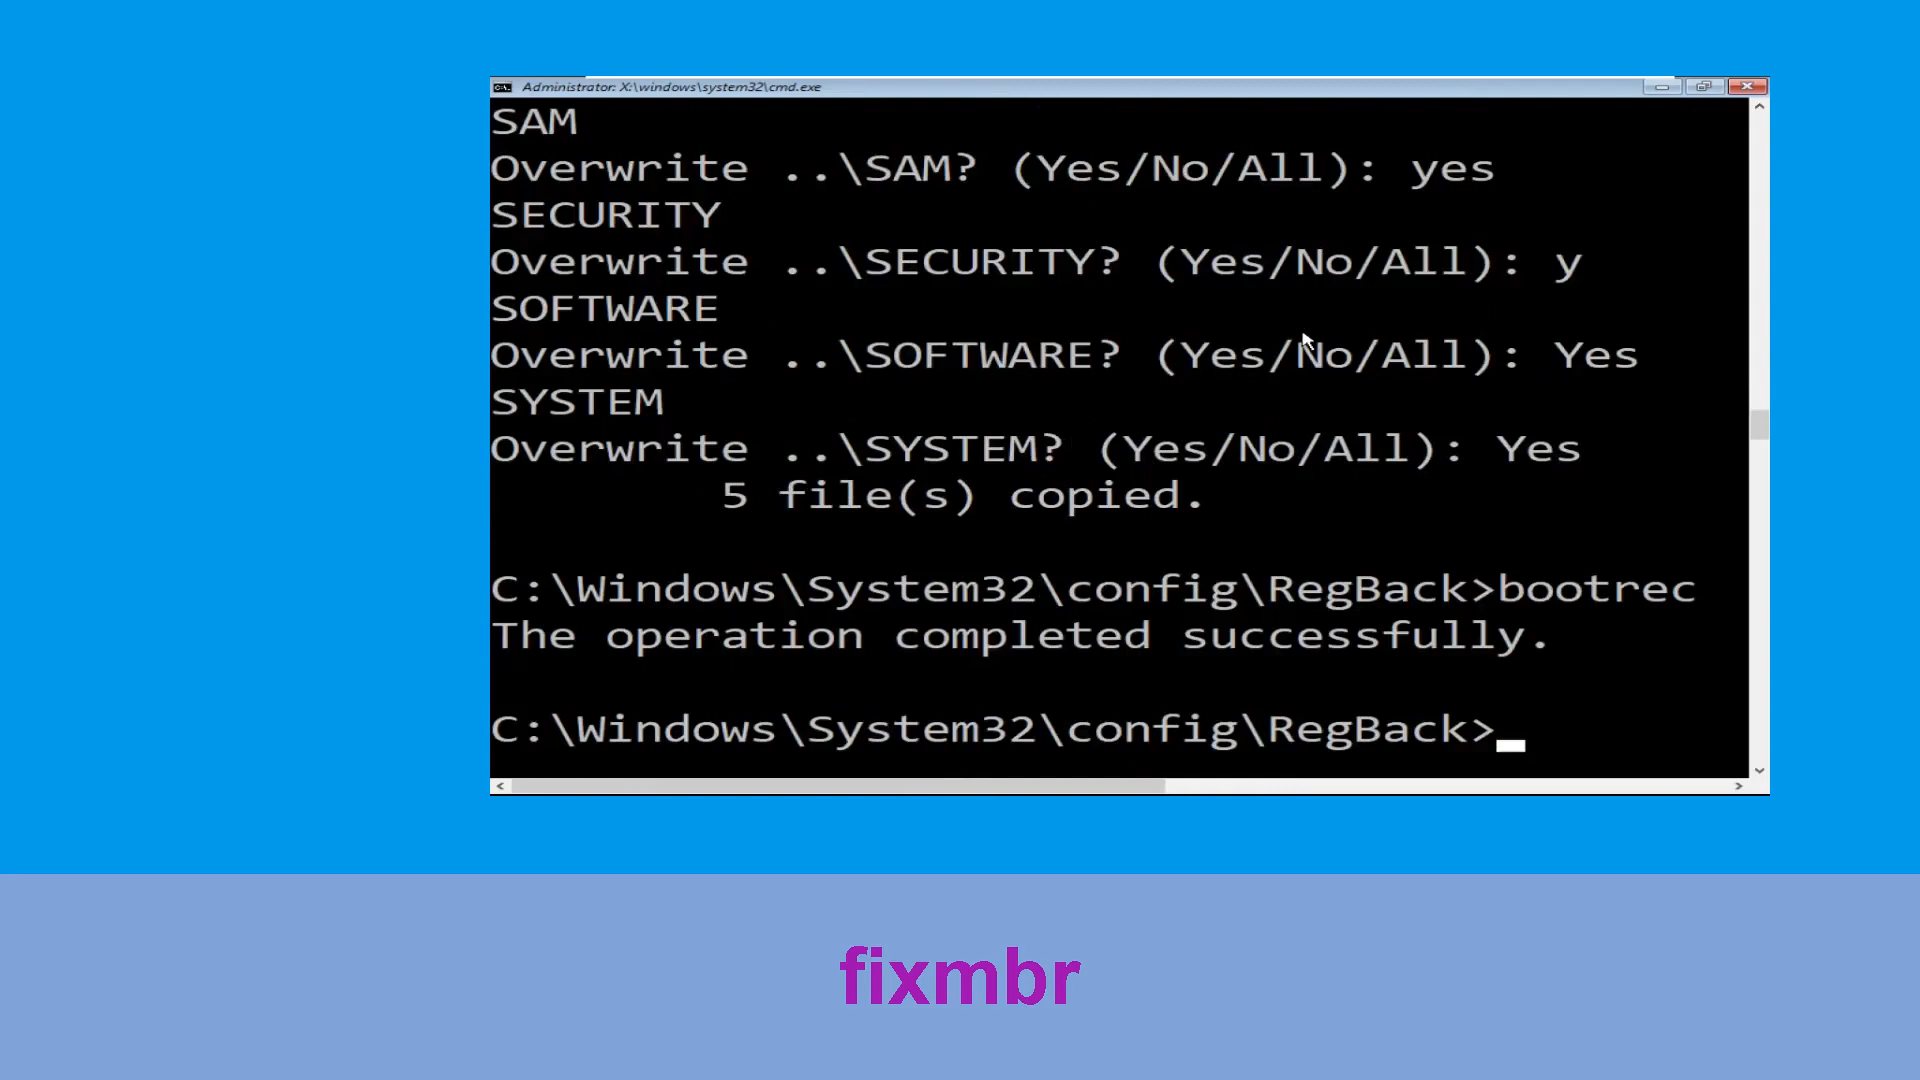 Administrator: X:\windows\system32\cmd.exe
SAM
Overwrite ..\SAM? (Yes/No/All): yes
SECURITY
Overwrite ..\SECURITY? (Yes/No/All): y
SOFTWARE
Overwrite ..\SOFTWARE? (Yes/No/All): Yes
SYSTEM
Overwrite ..\SYSTEM? (Yes/No/All): Yes
5 file(s) copied.
C:\Windows\System32\config\RegBack>bootrec
The operation completed successfully.
C:\Windows\System32\config\RegBack>
fixmbr